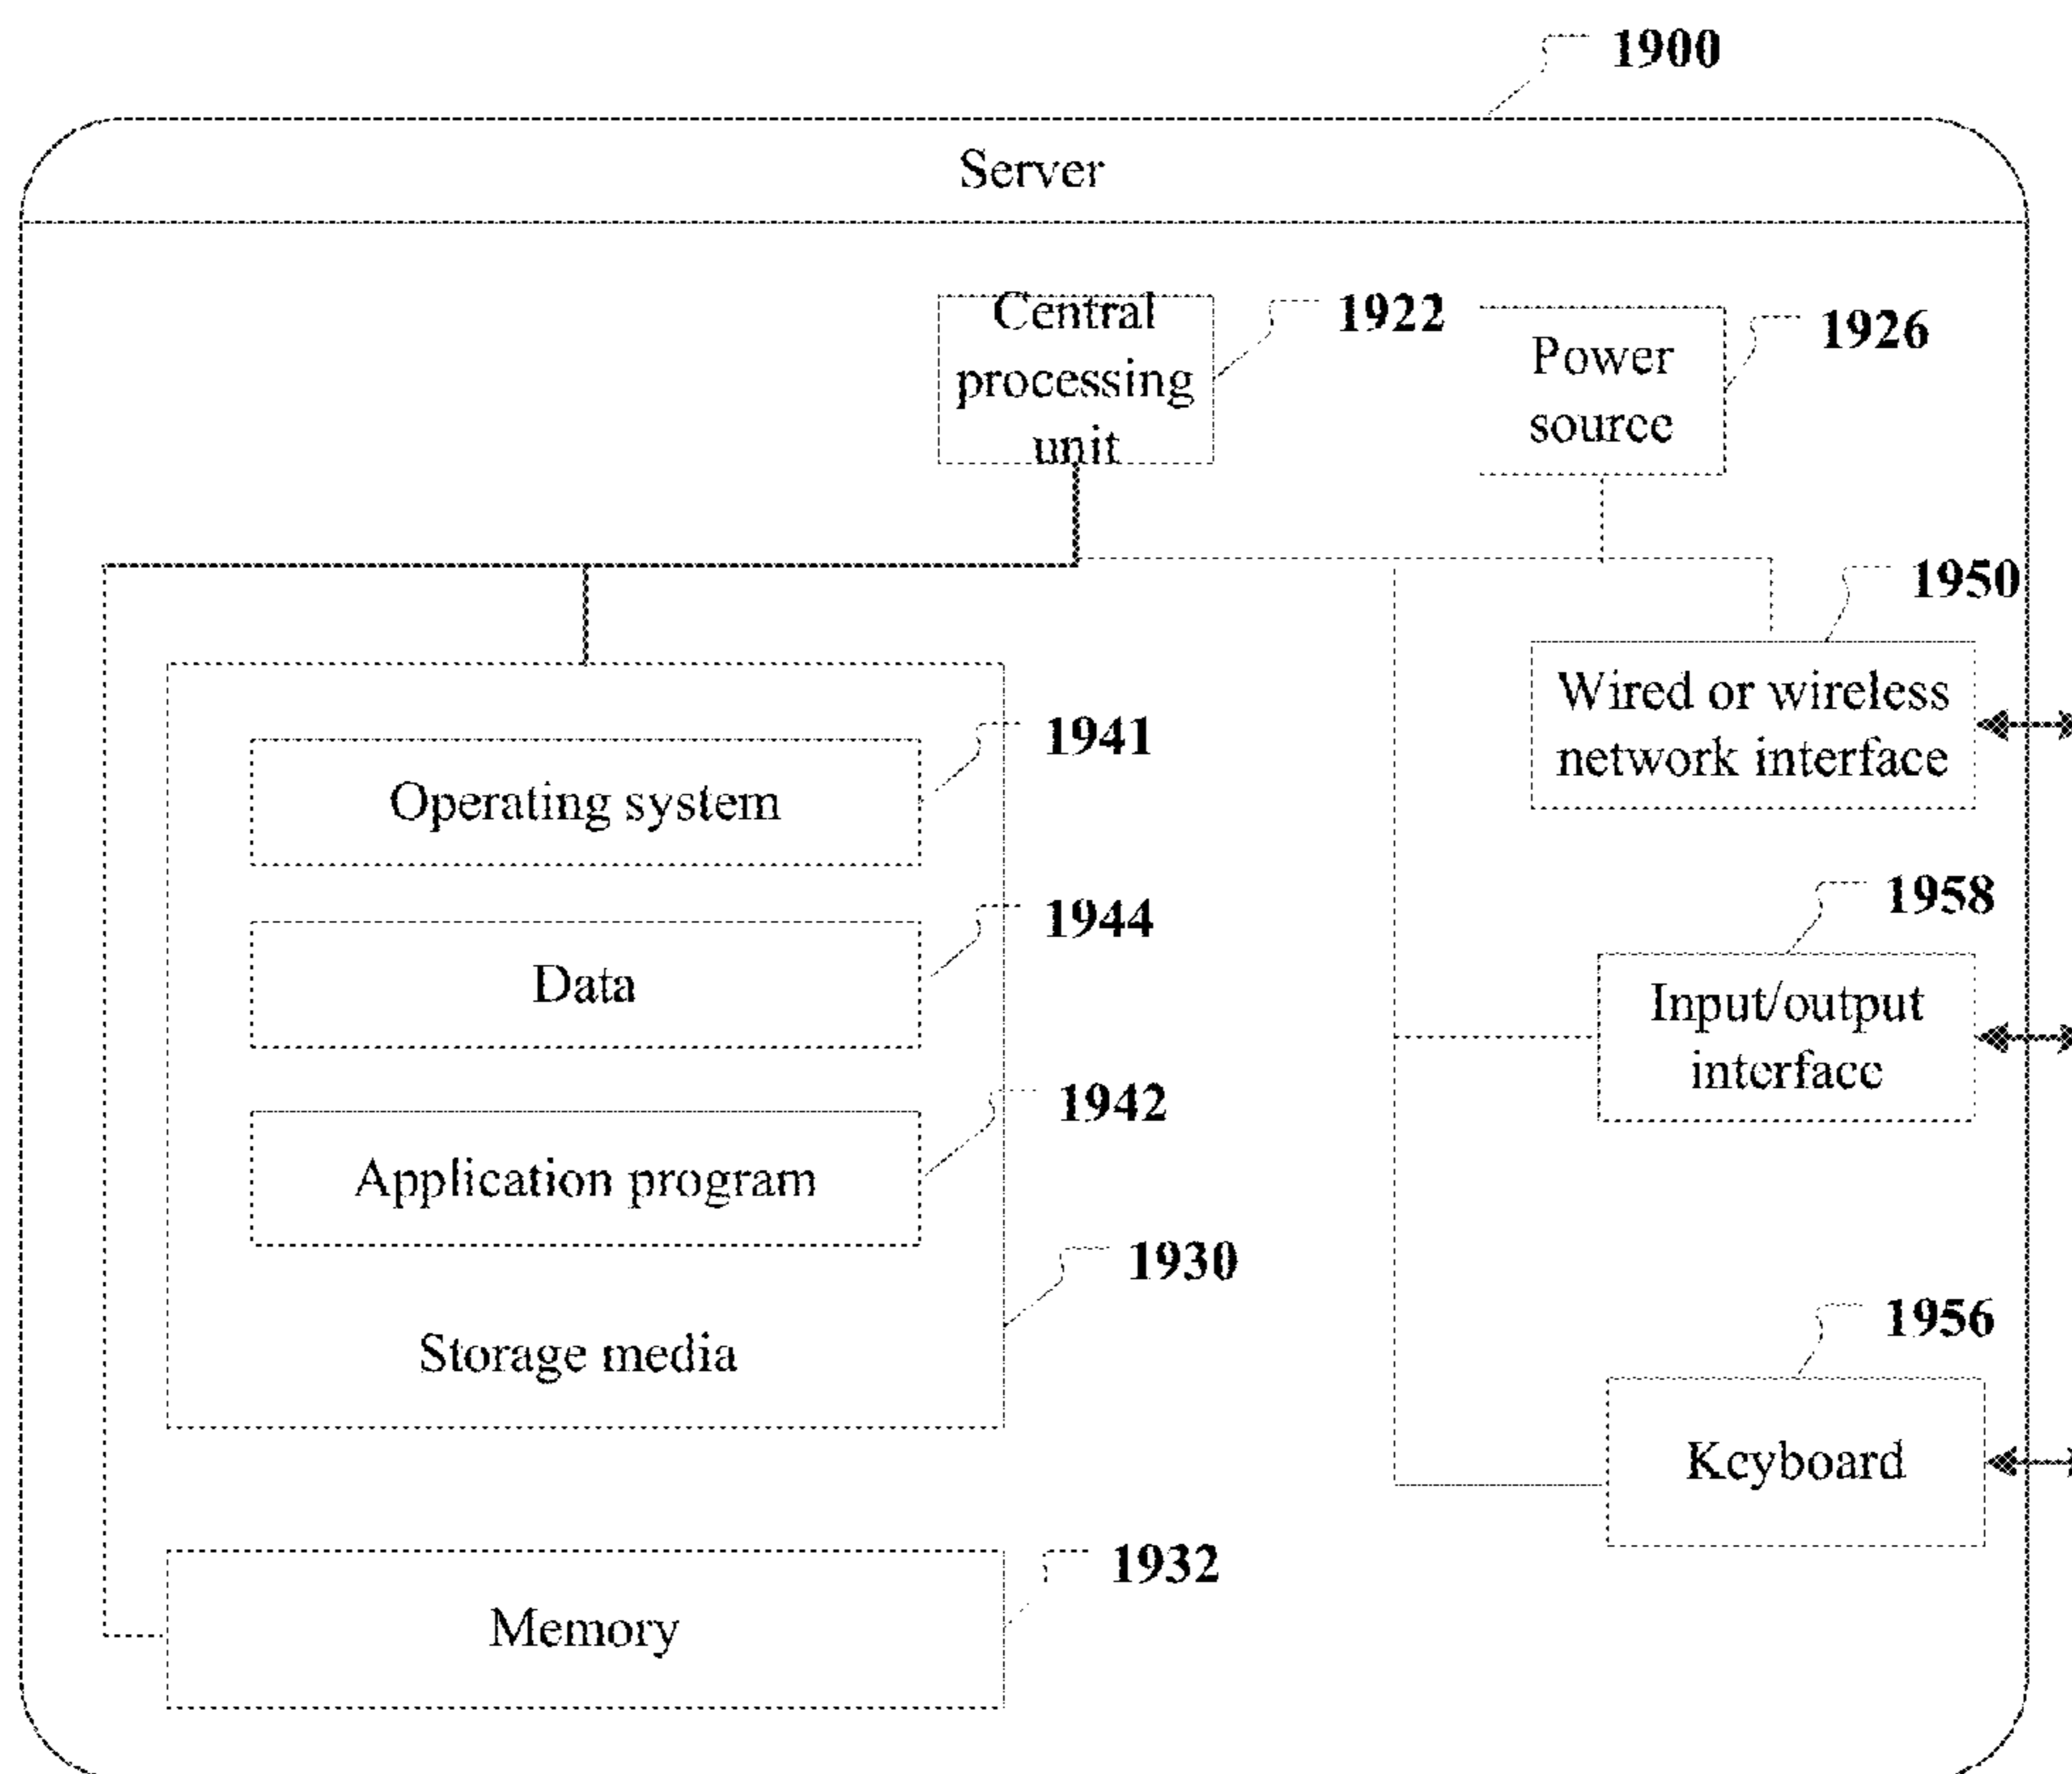 1900
Server
Central
processing
unit
1922
Power
source
1926
1950
Wired or wireless
network interface
1941
Operating system
1958
Input/output
interface
1944
Data
1942
Application program
1930
Storage media
1956
Keyboard
1932
Memory